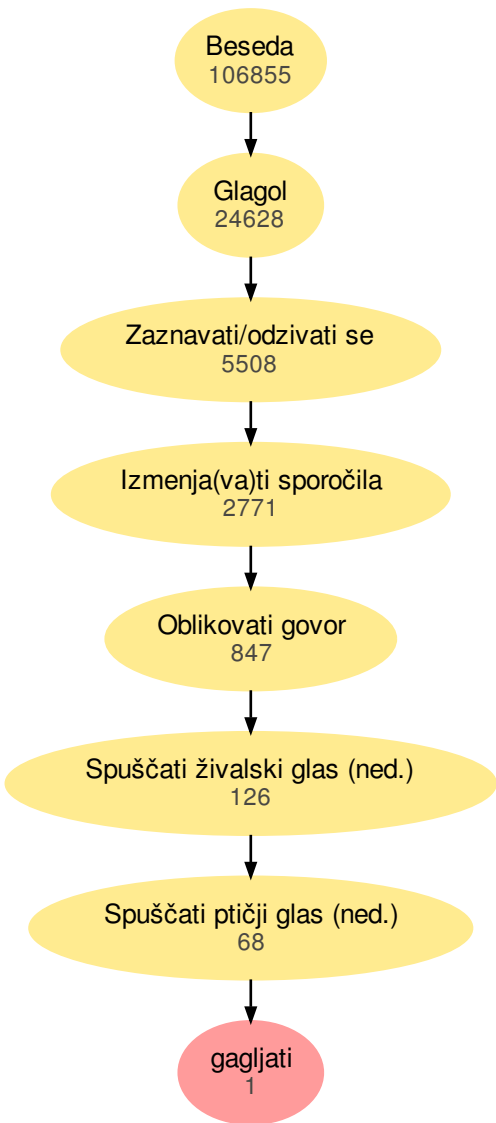 Beseda
106855
Glagol
24628
Zaznavati/odzivati se
5508
Izmenja(va)ti sporočila
2771
Oblikovati govor
847
Spuščati živalski glas (ned.)
126
Spuščati ptičji glas (ned.)
68
gagljati
1